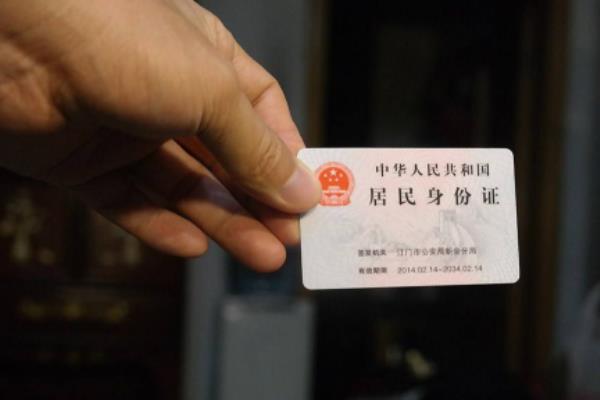 中华人民共和国
居民身份证
签发机关 江门市公安局新会分局
有效期限 2014.02.14-2034.02.14